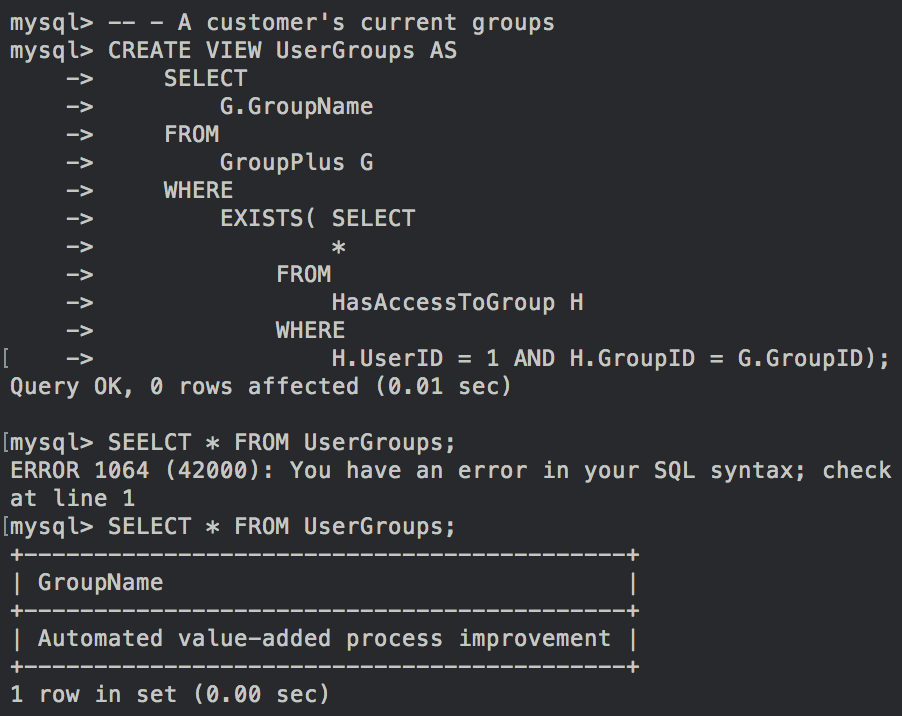 mysql> -- - A customer's current groups
mysql> CREATE VIEW UserGroups AS
    ->     SELECT
    ->         G.GroupName
    ->     FROM
    ->         GroupPlus G
    ->     WHERE
    ->         EXISTS( SELECT
    ->                 *
    ->             FROM
    ->                 HasAccessToGroup H
    ->             WHERE
[    ->                 H.UserID = 1 AND H.GroupID = G.GroupID);
Query OK, 0 rows affected (0.01 sec)

[mysql> SEELCT * FROM UserGroups;
ERROR 1064 (42000): You have an error in your SQL syntax; check
at line 1
[mysql> SELECT * FROM UserGroups;
+-------------------------------------------+
| GroupName                                 |
+-------------------------------------------+
| Automated value-added process improvement |
+-------------------------------------------+
1 row in set (0.00 sec)